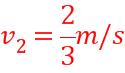 v₂ = 2/3 m/s